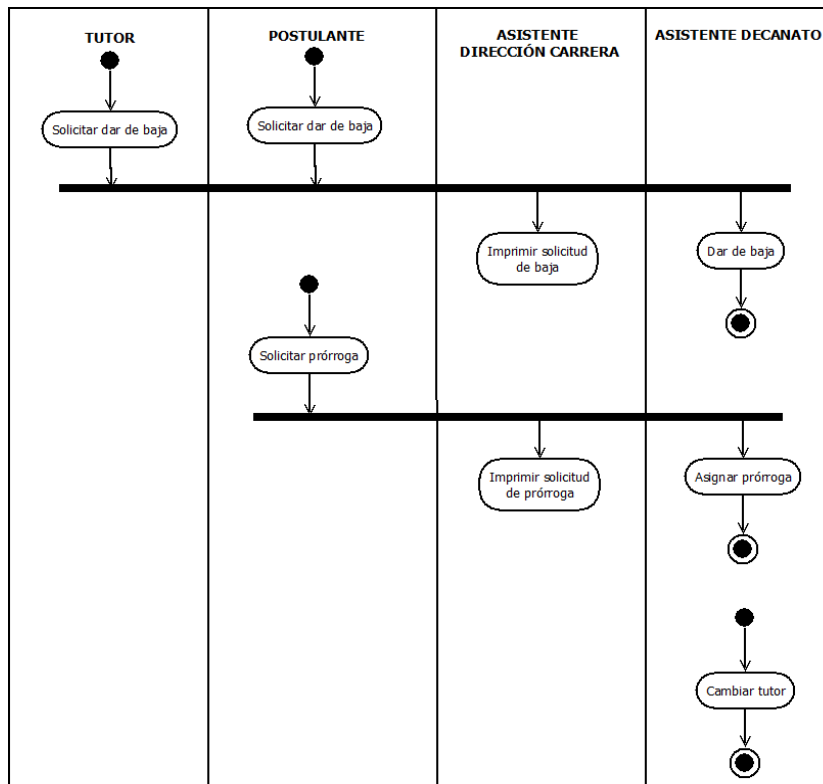 TUTOR
POSTULANTE
ASISTENTE
DIRECCIÓN CARRERA
ASISTENTE DECANATO
Solicitar dar de baja
Solicitar dar de baja
Imprimir solicitud
de baja
Dar de baja
Solicitar prórroga
Imprimir solicitud
de prórroga
Asignar prórroga
Cambiar tutor